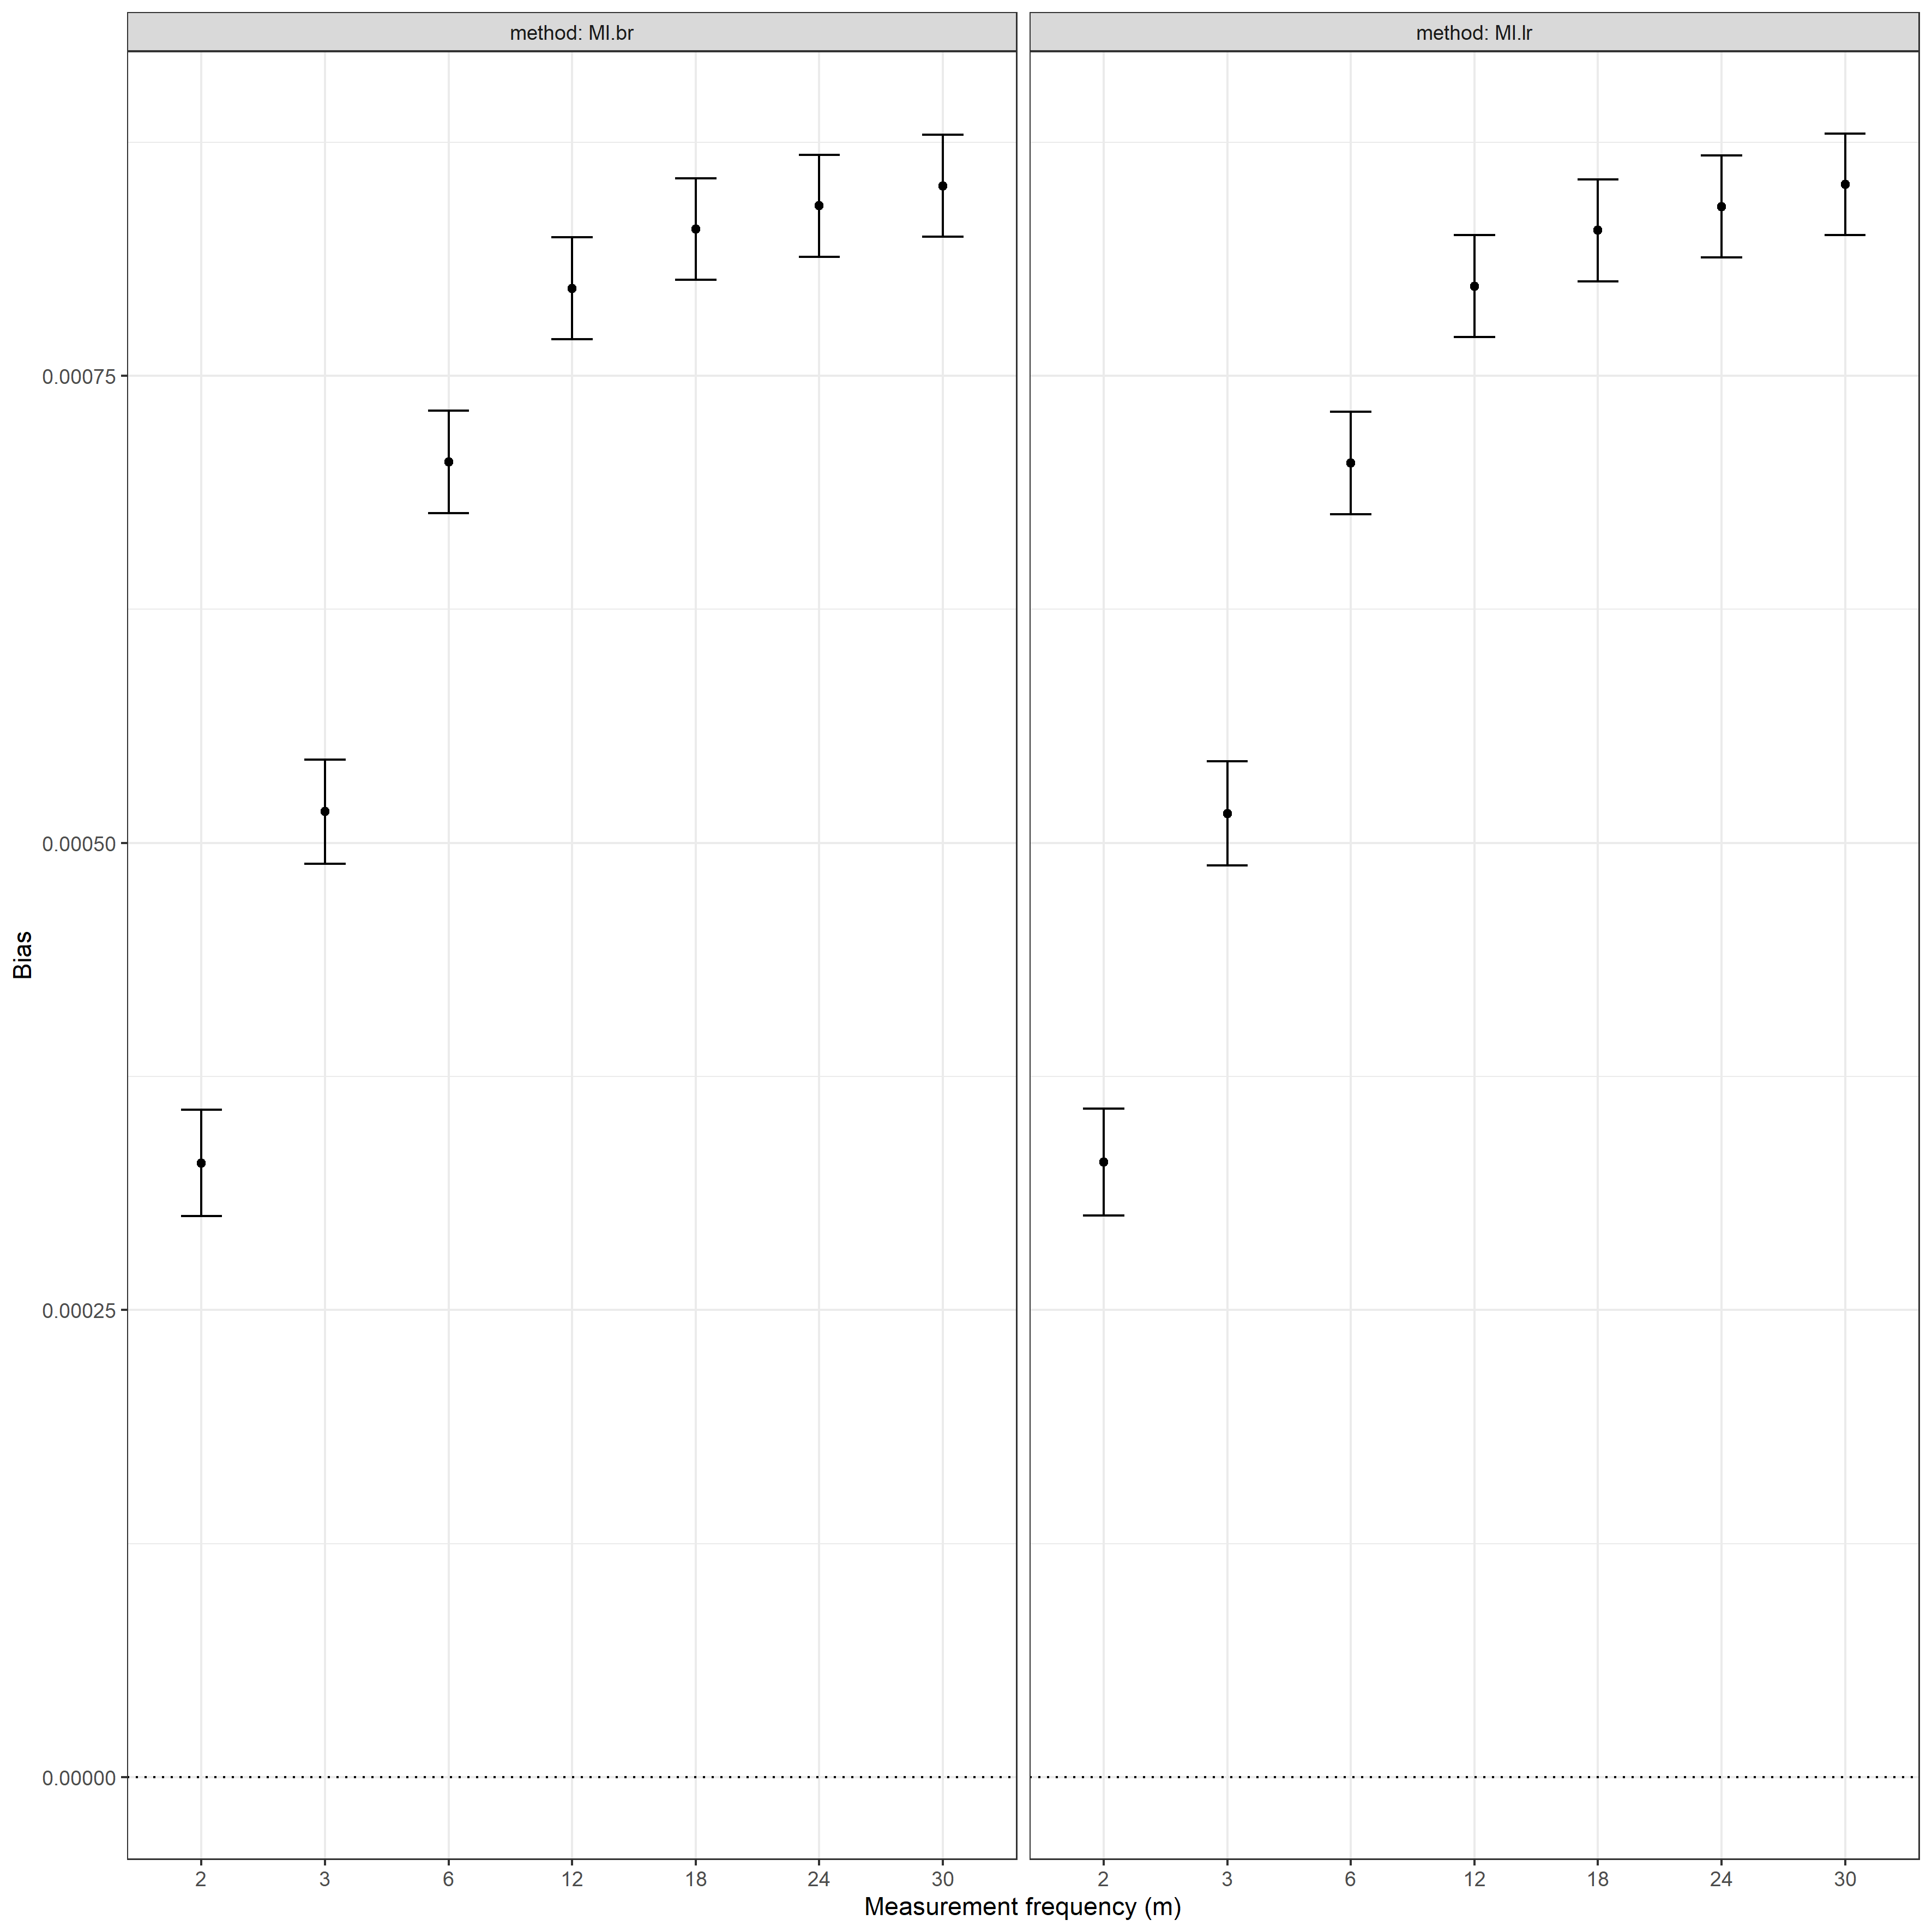 method: MI.br
method: MI.lr
Bias
0.00075
0.00050
0.00025
0.00000
2 3 6 12 18 24 30
2 3 6 12 18 24 30
Measurement frequency (m)